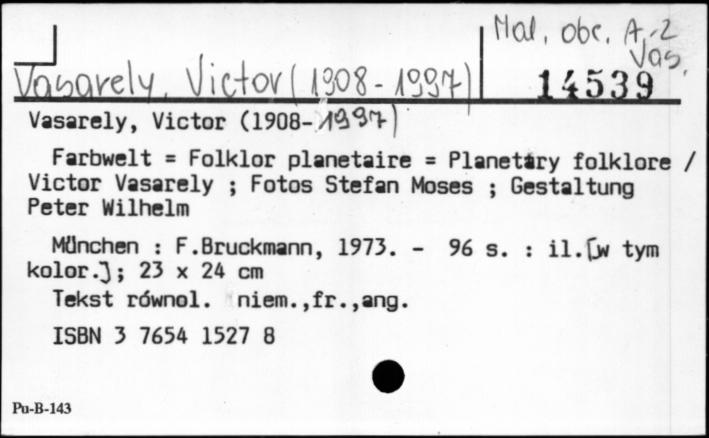 Mal. obc. A-Z
Vas.
Vasarely, Victor (1908-1997)
14539
Vasarely, Victor (1908-1997)
Farbwelt = Folklor planetaire = Planetary folklore /
Victor Vasarely ; Fotos Stefan Moses ; Gestaltung
Peter Wilhelm
München : F.Bruckmann, 1973. - 96 s. : il.[w tym
kolor.]; 23 x 24 cm
Tekst równol. niem.,fr.,ang.
ISBN 3 7654 1527 8
Pu-B-143